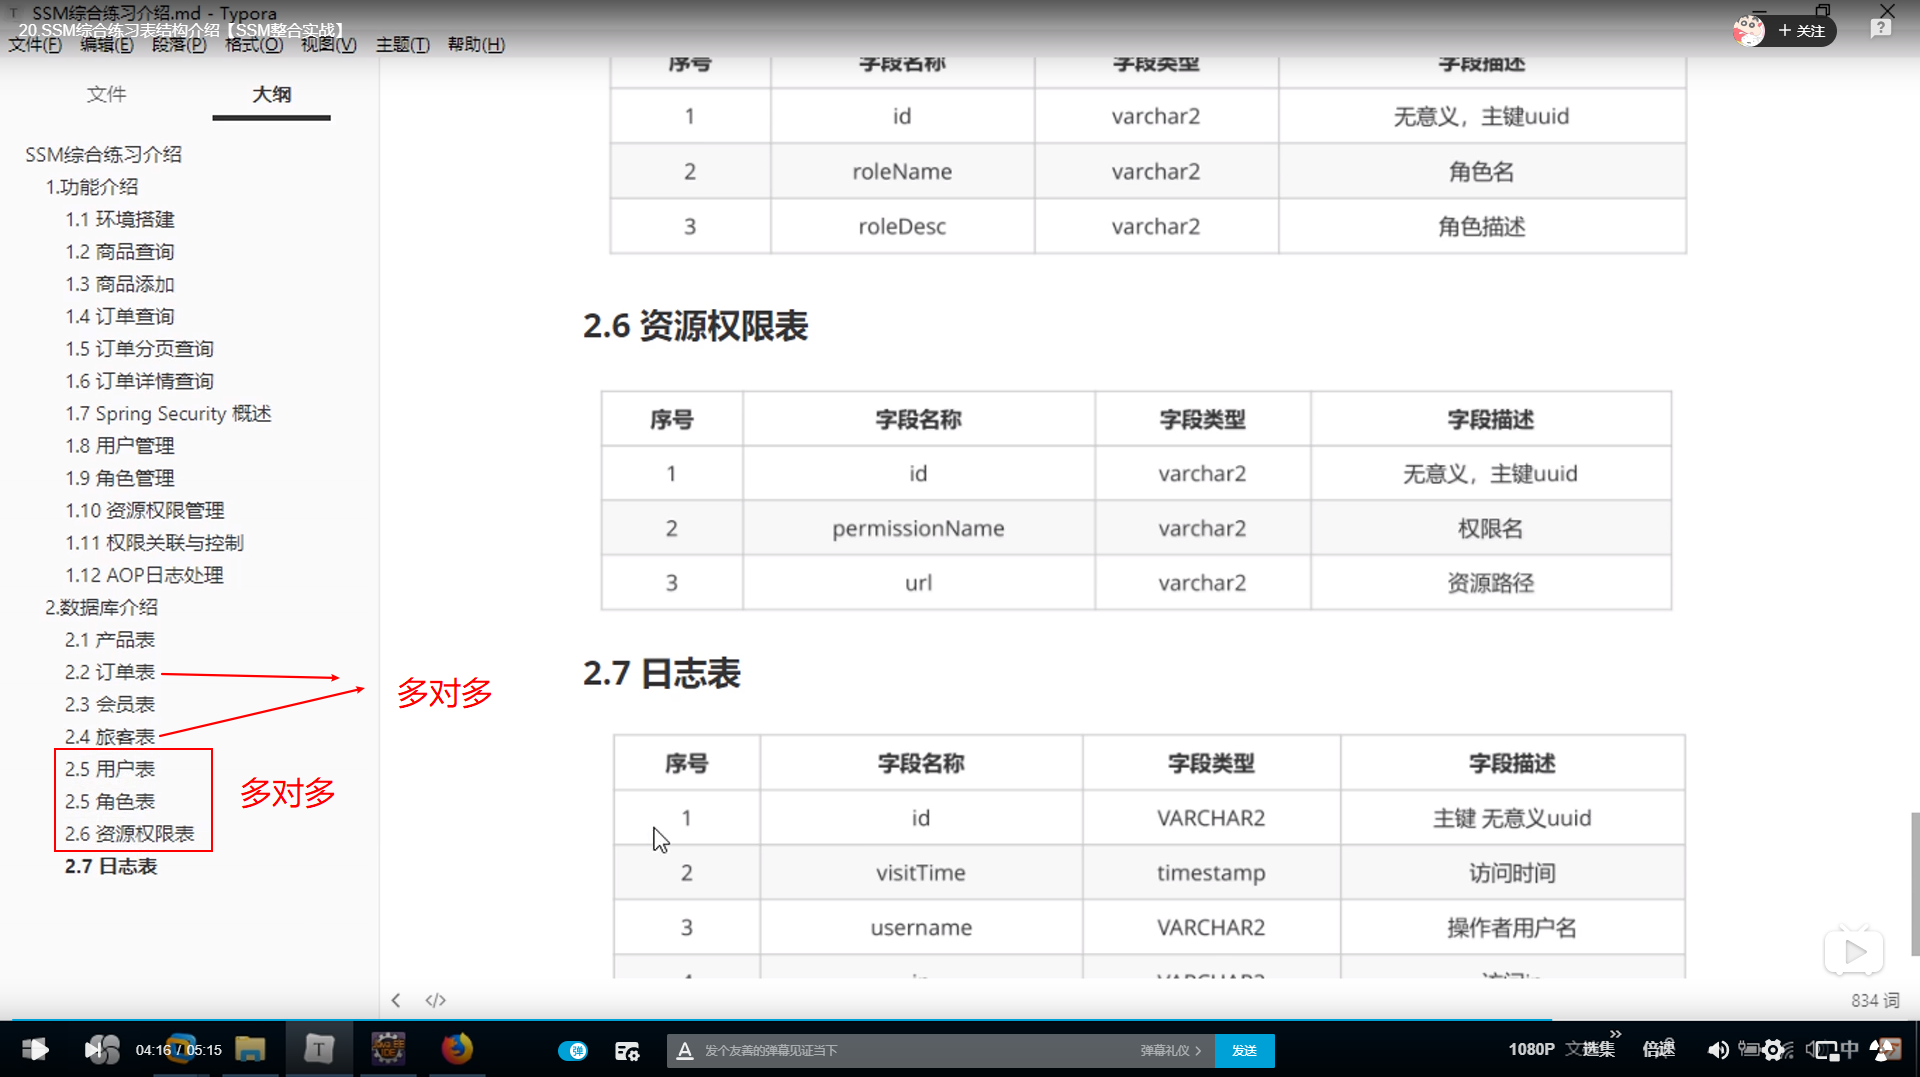 SSM综合练习介绍.md - Typora
20.SSM综合练习表结构介绍【SSM整合实战】
+ 关注
文件(F) 编辑(E) 段落(P) 格式(O) 视图(V) 主题(T) 帮助(H)
文件 大纲
SSM综合练习介绍
1.功能介绍
1.1 环境搭建
1.2 商品查询
1.3 商品添加
1.4 订单查询
1.5 订单分页查询
1.6 订单详情查询
1.7 Spring Security 概述
1.8 用户管理
1.9 角色管理
1.10 资源权限管理
1.11 权限关联与控制
1.12 AOP日志处理
2.数据库介绍
2.1 产品表
2.2 订单表
2.3 会员表
2.4 旅客表
2.5 用户表
2.5 角色表
2.6 资源权限表
2.7 日志表
多对多
多对多
序号 字段名称 字段类型 字段描述
1 id varchar2 无意义，主键uuid
2 roleName varchar2 角色名
3 roleDesc varchar2 角色描述
2.6 资源权限表
序号 字段名称 字段类型 字段描述
1 id varchar2 无意义，主键uuid
2 permissionName varchar2 权限名
3 url varchar2 资源路径
2.7 日志表
序号 字段名称 字段类型 字段描述
1 id VARCHAR2 主键 无意义uuid
2 visitTime timestamp 访问时间
3 username VARCHAR2 操作者用户名
834 词
04:16 / 05:15
弹
发个友善的弹幕见证当下
弹幕礼仪 >
发送
1080P
选集
倍速
中